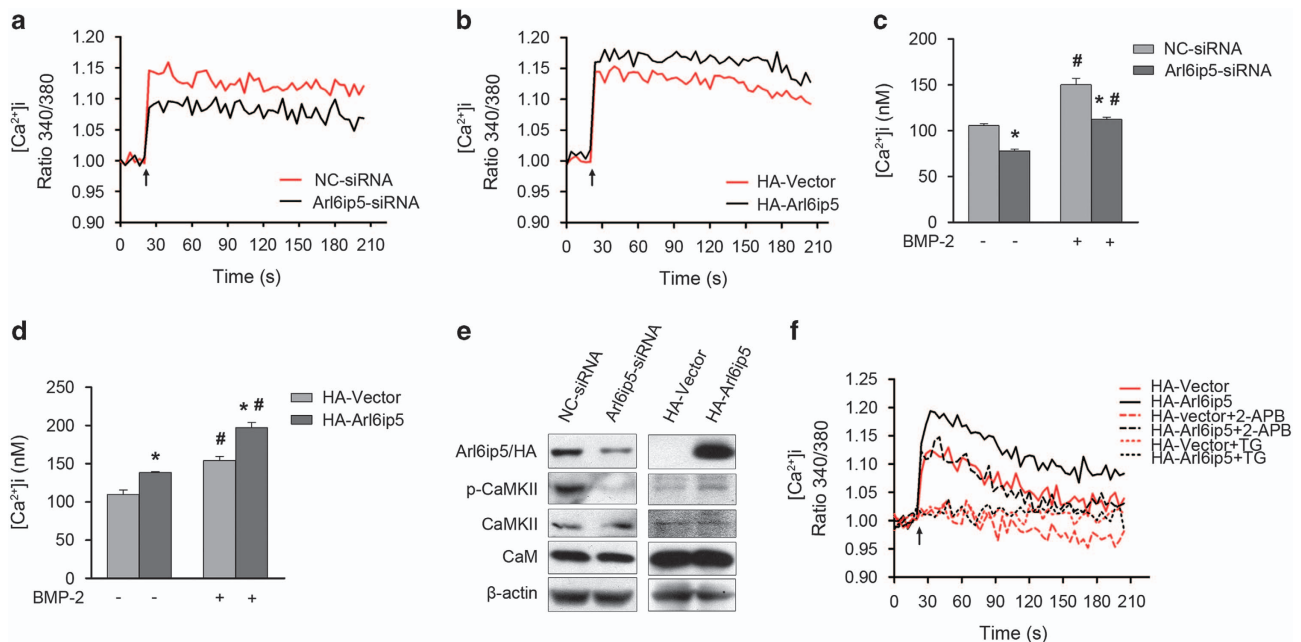 a
1.20
1.15
1.10
1.05
1.00
0.95
0.90
[Ca²⁺]i
Ratio 340/380
NC-siRNA
Arl6ip5-siRNA
0 30 60 90 120 150 180 210
Time (s)
b
1.20
1.15
1.10
1.05
1.00
0.95
0.90
[Ca²⁺]i
Ratio 340/380
HA-Vector
HA-Arl6ip5
0 30 60 90 120 150 180 210
Time (s)
c
200
150
100
50
0
[Ca²⁺]i (nM)
NC-siRNA
Arl6ip5-siRNA
* # * #
BMP-2 - - + +
d
250
200
150
100
50
0
[Ca²⁺]i (nM)
HA-Vector
HA-Arl6ip5
* # * #
BMP-2 - - + +
e
NC-siRNA
Arl6ip5-siRNA
HA-Vector
HA-Arl6ip5
Arl6ip5/HA
p-CaMKII
CaMKII
CaM
β-actin
f
1.25
1.20
1.15
1.10
1.05
1.00
0.95
0.90
[Ca²⁺]i
Ratio 340/380
HA-Vector
HA-Arl6ip5
HA-vector+2-APB
HA-Arl6ip5+2-APB
HA-Vector+TG
HA-Arl6ip5+TG
0 30 60 90 120 150 180 210
Time (s)